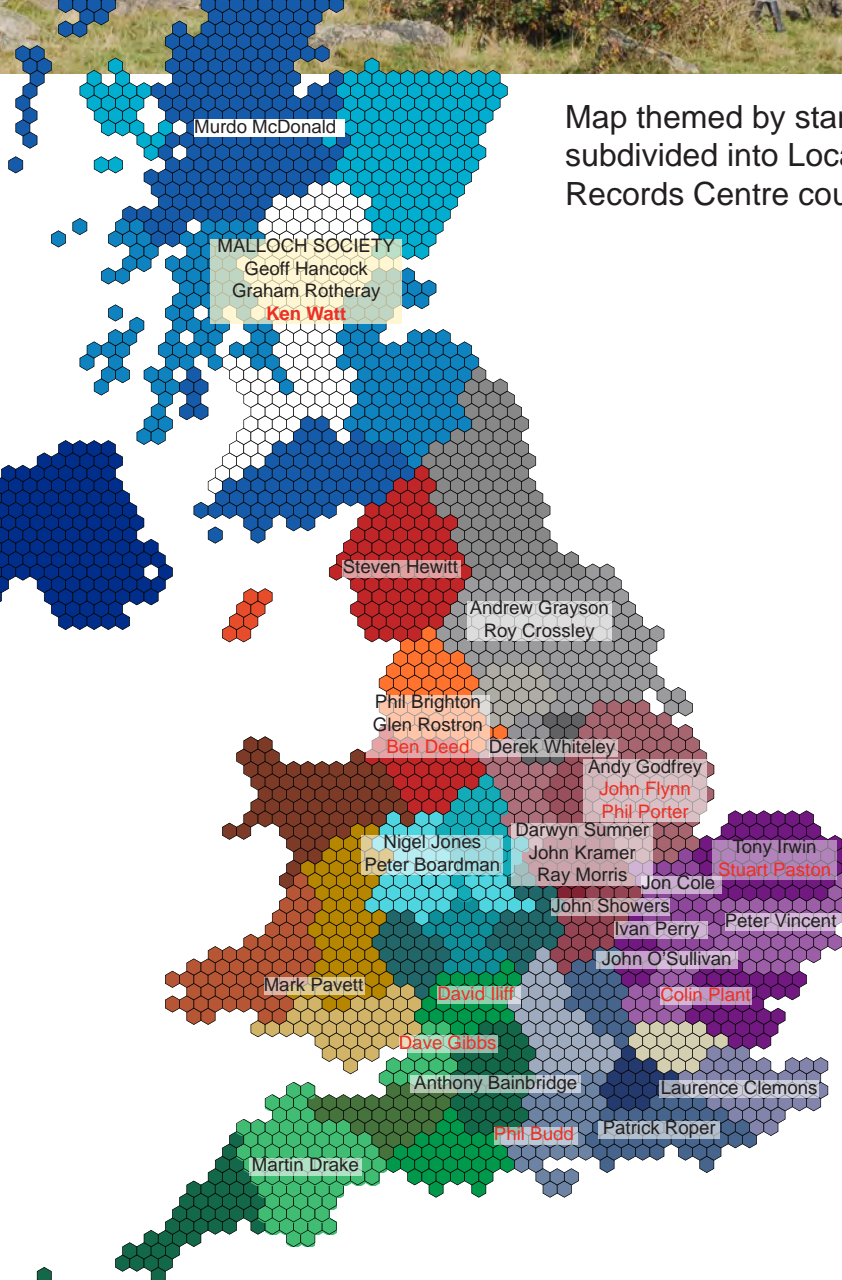 Map themed by
subdivided into
Records Centre
Murdo McDonald
MALLOCH SOCIETY
Geoff Hancock
Graham Rotheray
Ken Watt
Steven Hewitt
Andrew Grayson
Roy Crossley
Phil Brighton
Glen Rostron
Ben Deed
Derek Whiteley
Andy Godfrey
John Flynn
Phil Porter
Nigel Jones
Peter Boardman
Darwyn Sumner
John Kramer
Ray Morris
Tony Irwin
Stuart Paston
Jon Cole
John Showers
Peter Vincent
Ivan Perry
John O'Sullivan
Mark Pavett
David Iliff
Colin Plant
Dave Gibbs
Anthony Bainbridge
Laurence Clemons
Phil Budd
Patrick Roper
Martin Drake